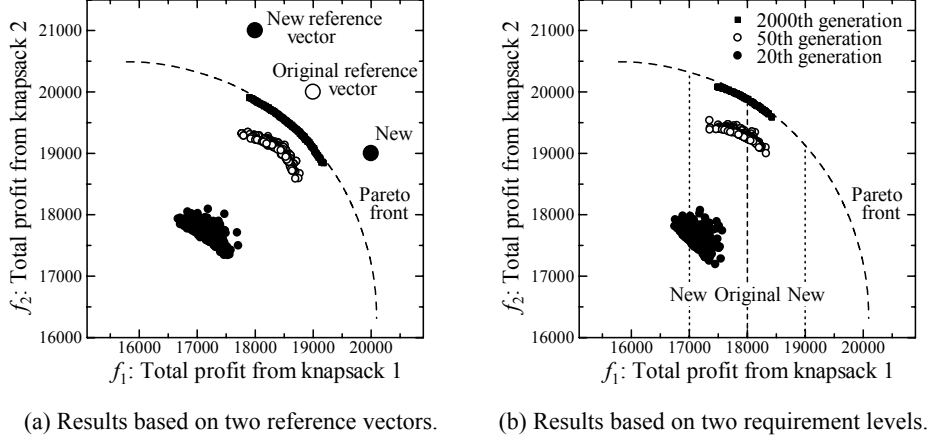 21000
20000
19000
18000
17000
16000
f2: Total profit from knapsack 2
New reference
vector
Original reference
vector
New
Pareto
front
16000 17000 18000 19000 20000
f1: Total profit from knapsack 1
(a) Results based on two reference vectors.
21000
20000
19000
18000
17000
16000
f2: Total profit from knapsack 2
2000th generation
50th generation
20th generation
Pareto
front
New Original New
16000 17000 18000 19000 20000
f1: Total profit from knapsack 1
(b) Results based on two requirement levels.